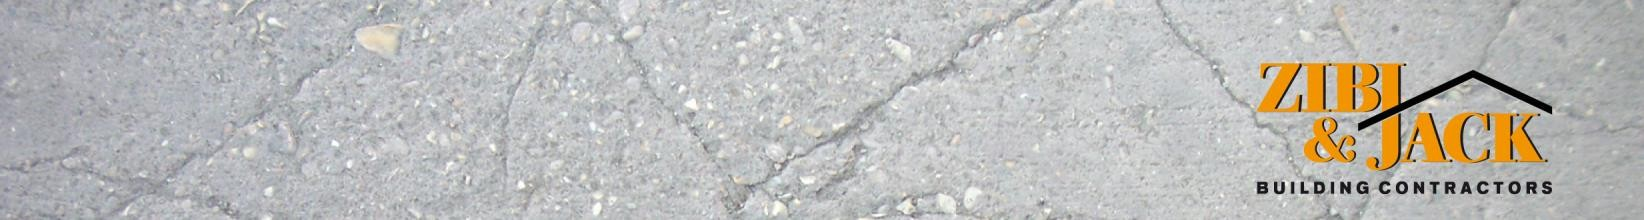 ZIBI
& JACK
BUILDING CONTRACTORS